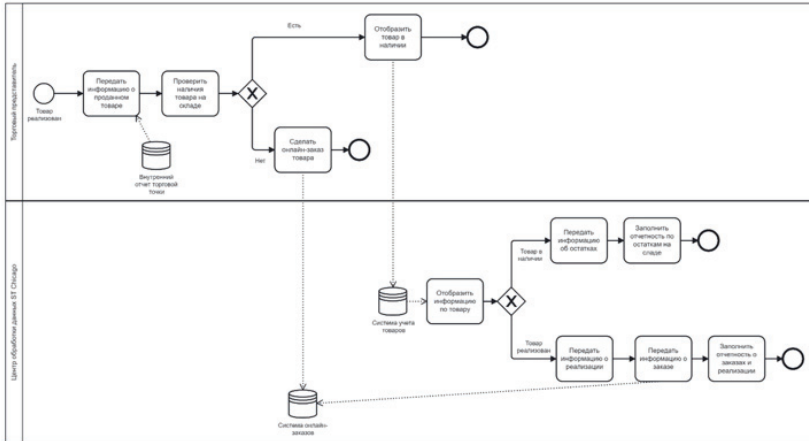 Торговый представитель
Товар
реализован
Передать
информацию о
проданном
товаре
Проверить
наличия
товара на
складе
Есть
Отобразить
товар в
наличии
Нет
Сделать
онлайн-заказ
товара
Внутренний
отчет торговой
точки
Центр обработки данных ST Chicago
Система учета
товаров
Отобразить
информацию
по товару
Товар в
наличии
Передать
информацию
об остатках
Заполнить
отчетность по
остаткам на
сладе
Товар
реализован
Передать
информацию о
реализации
Передать
информацию о
заказе
Заполнить
отчетность о
заказах и
реализации
Система онлайн-
заказов